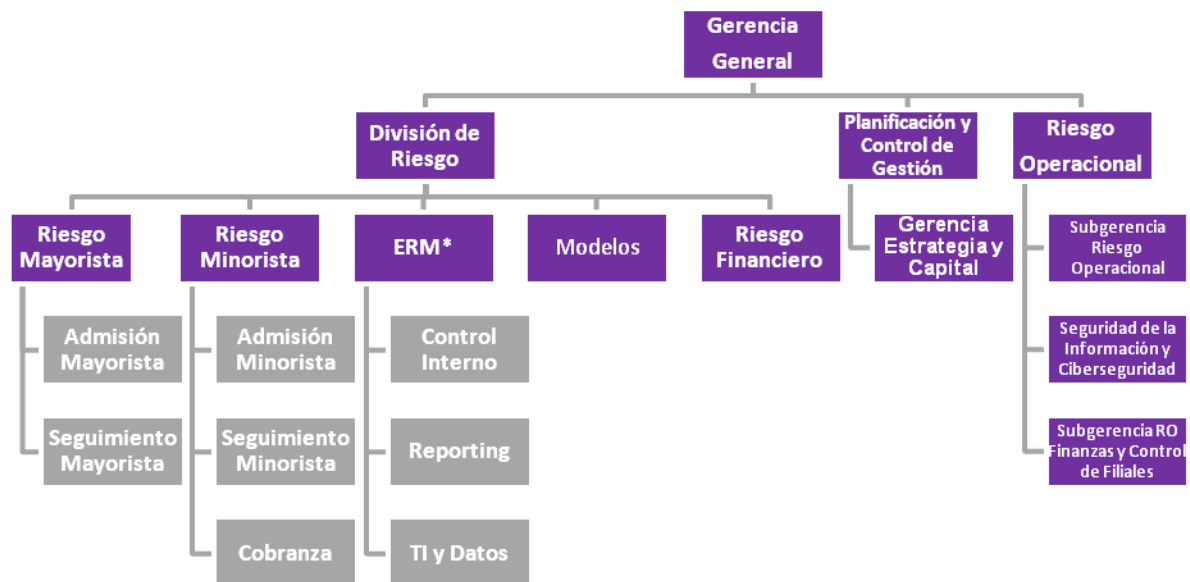 Gerencia
General
División de
Riesgo
Planificación y
Control de
Gestión
Riesgo
Operacional
Riesgo
Mayorista
Riesgo
Minorista
ERM*
Modelos
Riesgo
Financiero
Gerencia
Estrategia y
Capital
Subgerencia
Riesgo
Operacional
Admisión
Mayorista
Admisión
Minorista
Control
Interno
Seguridad de la
Información y
Ciberseguridad
Seguimiento
Mayorista
Seguimiento
Minorista
Reporting
Subgerencia RO
Finanzas y Control
de Filiales
Cobranza
TI y Datos